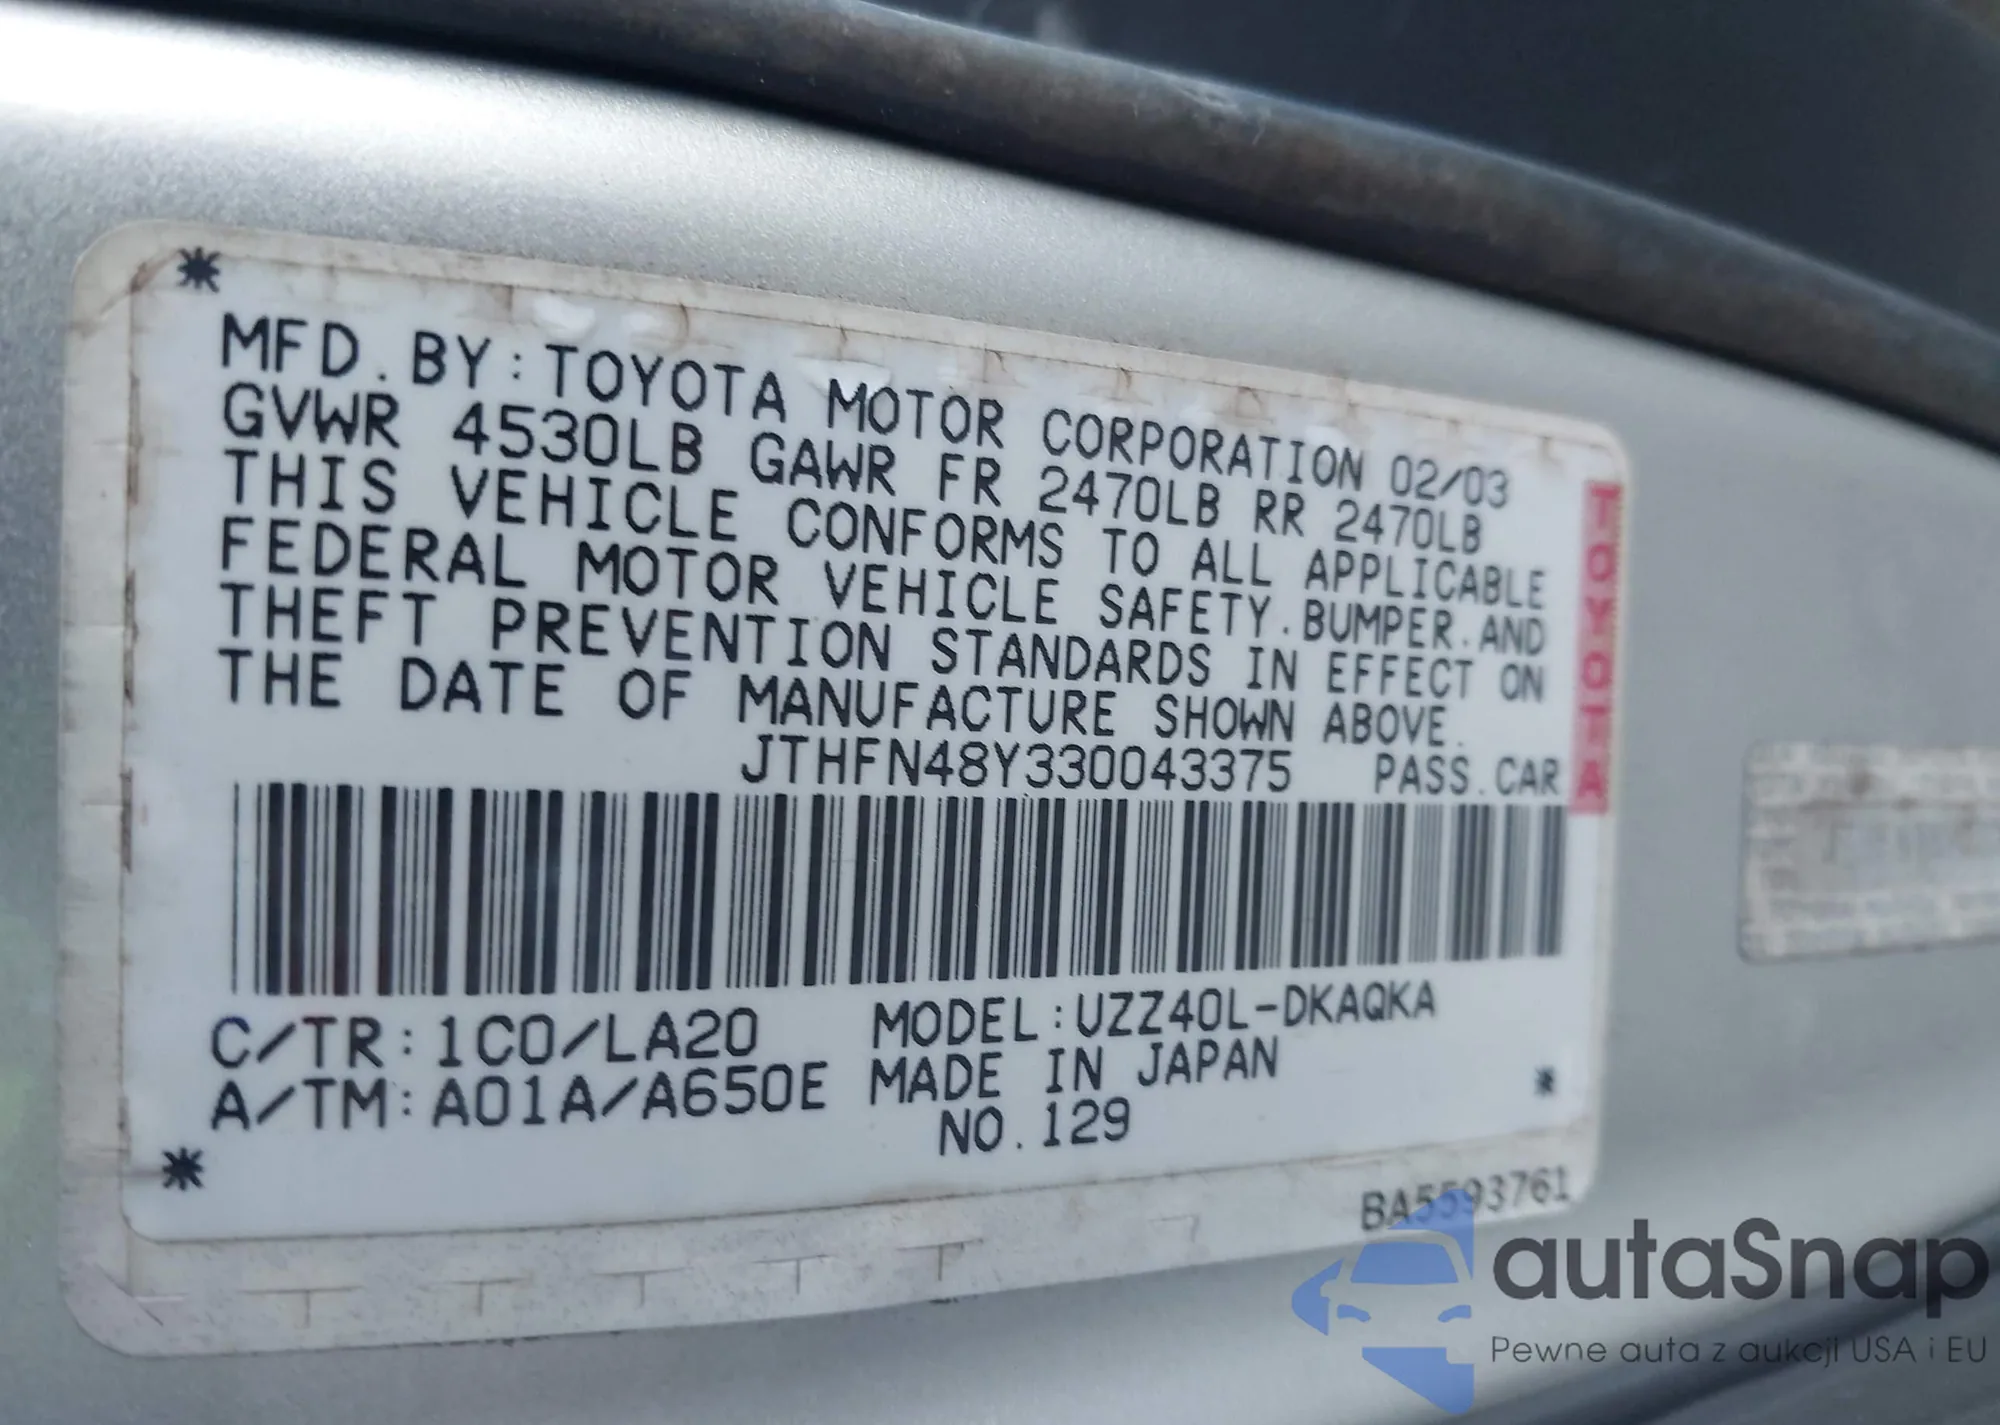 MFD. BY: TOYOTA MOTOR CORPORATION 02/03
GVWR 4530LB GAWR FR 2470LB RR 2470LB
THIS VEHICLE CONFORMS TO ALL APPLICABLE
FEDERAL MOTOR VEHICLE SAFETY.BUMPER.AND
THEFT PREVENTION STANDARDS IN EFFECT ON
THE DATE OF MANUFACTURE SHOWN ABOVE.
JTHFN48Y330043375 PASS.CAR
TOYOTA
C/TR:1C0/LA20 MODEL:UZZ40L-DKAQKA
A/TM:A01A/A650E MADE IN JAPAN
NO.129
BA5593761
autaSnap
Pewne auta z aukcji USA i EU